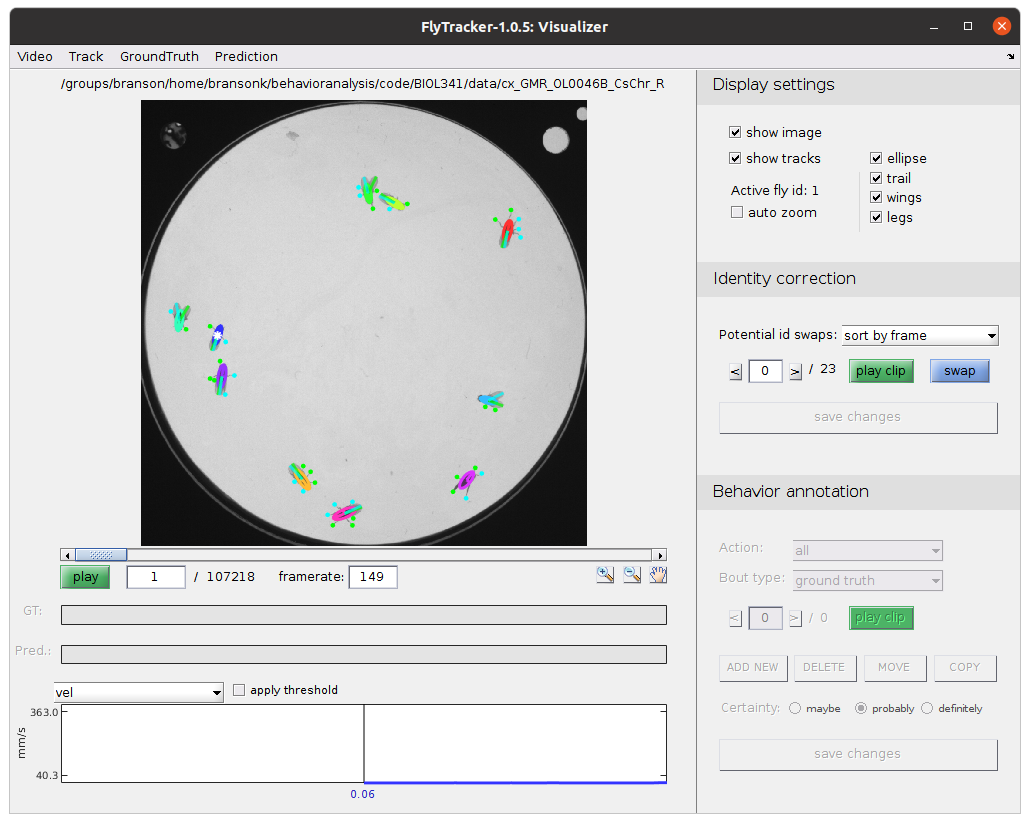 FlyTracker-1.0.5: Visualizer
Video Track GroundTruth Prediction
/groups/branson/home/bransonk/behavioranalysis/code/BIOL341/data/cx_GMR_OL0046B_CsChr_R
play 1 / 107218 framerate: 149
GT:
Pred.:
vel apply threshold
363.0
mm/s
40.3
0.06
Display settings
show image
show tracks
Active fly id: 1
auto zoom
ellipse
trail
wings
legs
Identity correction
Potential id swaps: sort by frame
< 0 > / 23 play clip swap
save changes
Behavior annotation
Action: all
Bout type: ground truth
< 0 > / 0 play clip
ADD NEW DELETE MOVE COPY
Certainty: maybe probably definitely
save changes